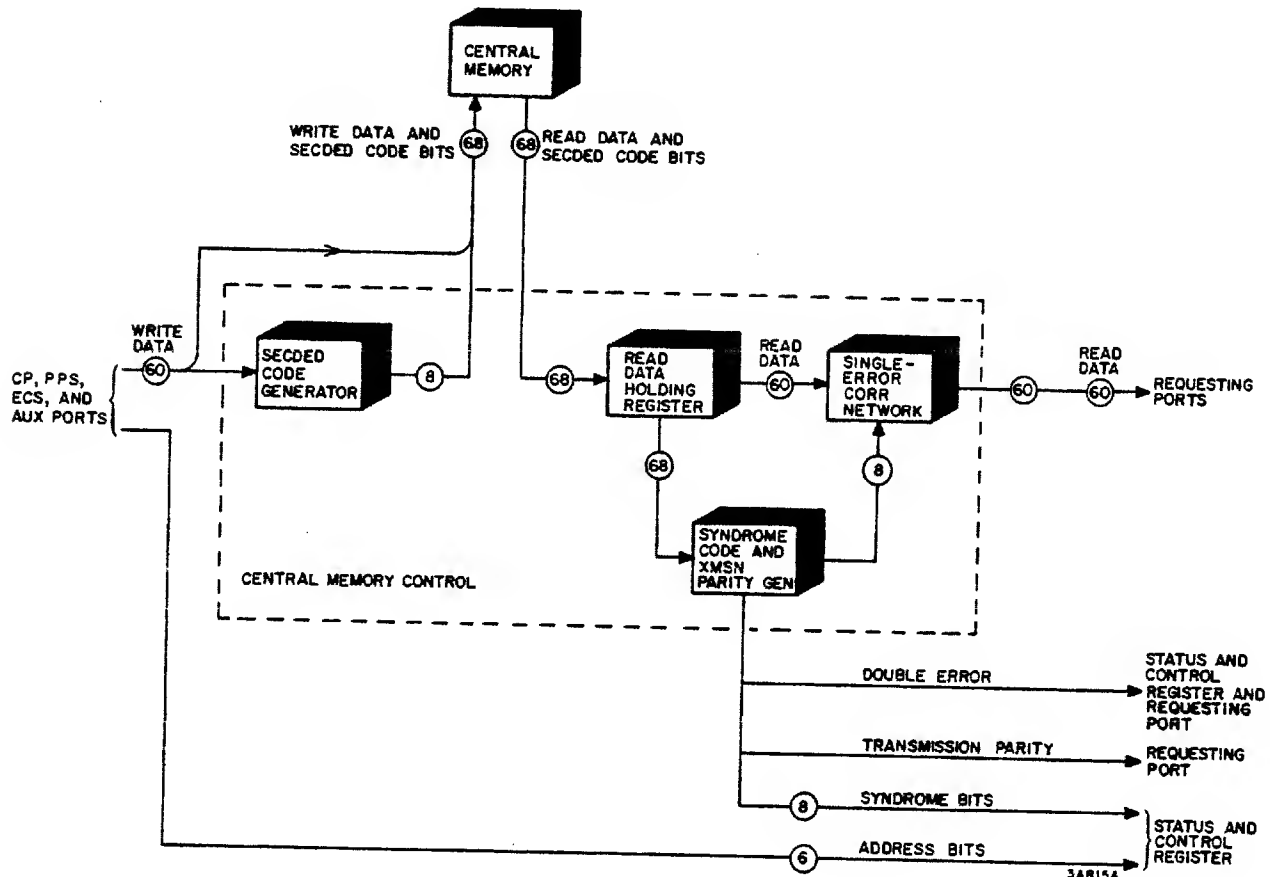 CENTRAL
MEMORY
WRITE DATA AND
SECDED CODE BITS
68
68
READ DATA AND
SECDED CODE BITS
WRITE
DATA
60
CP, PPS,
ECS, AND
AUX PORTS
SECDED
CODE
GENERATOR
8
68
READ
DATA
HOLDING
REGISTER
READ
DATA
60
SINGLE-
ERROR
CORR
NETWORK
60
READ
DATA
60
REQUESTING
PORTS
68
8
SYNDROME
CODE AND
XMSN
PARITY GEN
CENTRAL MEMORY CONTROL
DOUBLE ERROR
STATUS AND
CONTROL
REGISTER AND
REQUESTING
PORT
TRANSMISSION PARITY
REQUESTING
PORT
8
SYNDROME BITS
6
ADDRESS BITS
STATUS AND
CONTROL
REGISTER
3AR15A